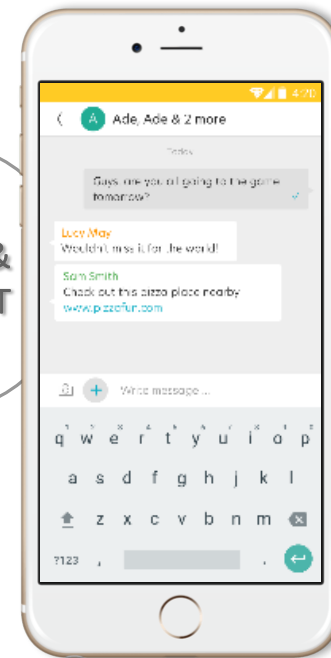 4:20
Ade, Ade & 2 more
Today
Guys, are you all going to the game
tomorrow?
Lucy May
Wouldn't miss it for the world!
Sam Smith
Check out this pizza place nearby
www.pizzafun.com
&
T
Write message ...
q w e r t y u i o p
a s d f g h j k l
z x c v b n m
?123 , .